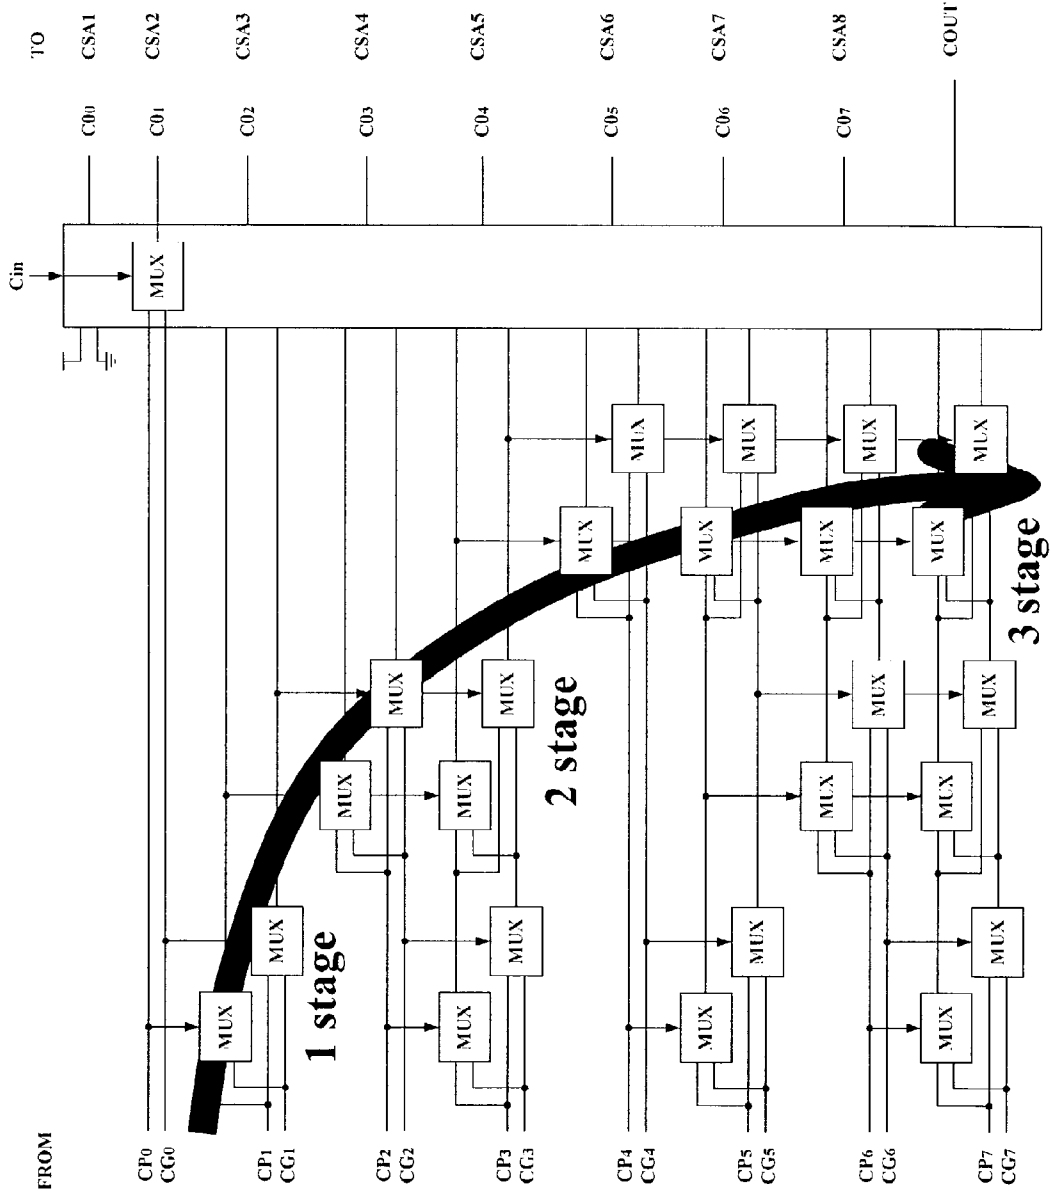 TO
CSA1
CSA2
CSA3
CSA4
CSA5
CSA6
CSA7
CSA8
COUT
C00
C01
C02
C03
C04
C05
C06
C07
Cin
MUX
MUX
MUX
MUX
MUX
MUX
MUX
MUX
MUX
MUX
MUX
MUX
MUX
3 stage
MUX
MUX
MUX
MUX
2 stage
MUX
MUX
MUX
MUX
MUX
MUX
MUX
MUX
1 stage
MUX
MUX
MUX
MUX
FROM
CP0
CG0
CP1
CG1
CP2
CG2
CP3
CG3
CP4
CG4
CP5
CG5
CP6
CG6
CP7
CG7